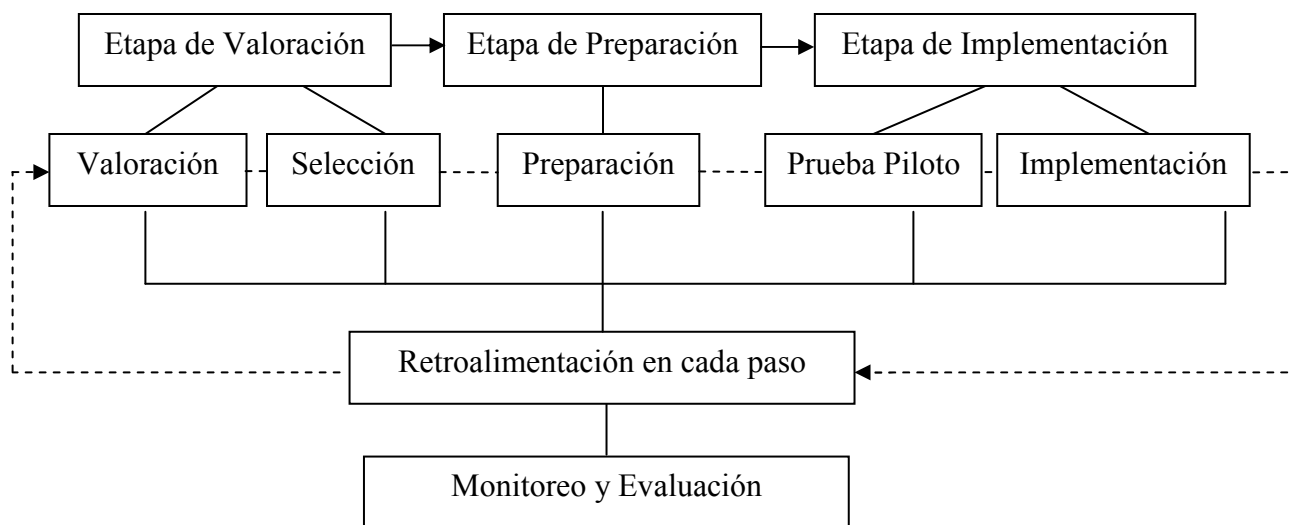 Etapa de Valoración
Etapa de Preparación
Etapa de Implementación
Valoración
Selección
Preparación
Prueba Piloto
Implementación
Retroalimentación en cada paso
Monitoreo y Evaluación